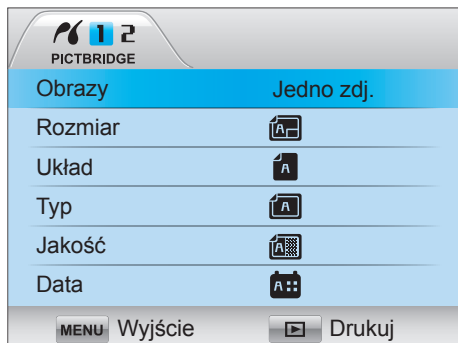 1 2
PICTBRIDGE
Obrazy Jedno zdj.
Rozmiar A
Układ A
Typ A
Jakość A
Data A
MENU Wyjście Drukuj